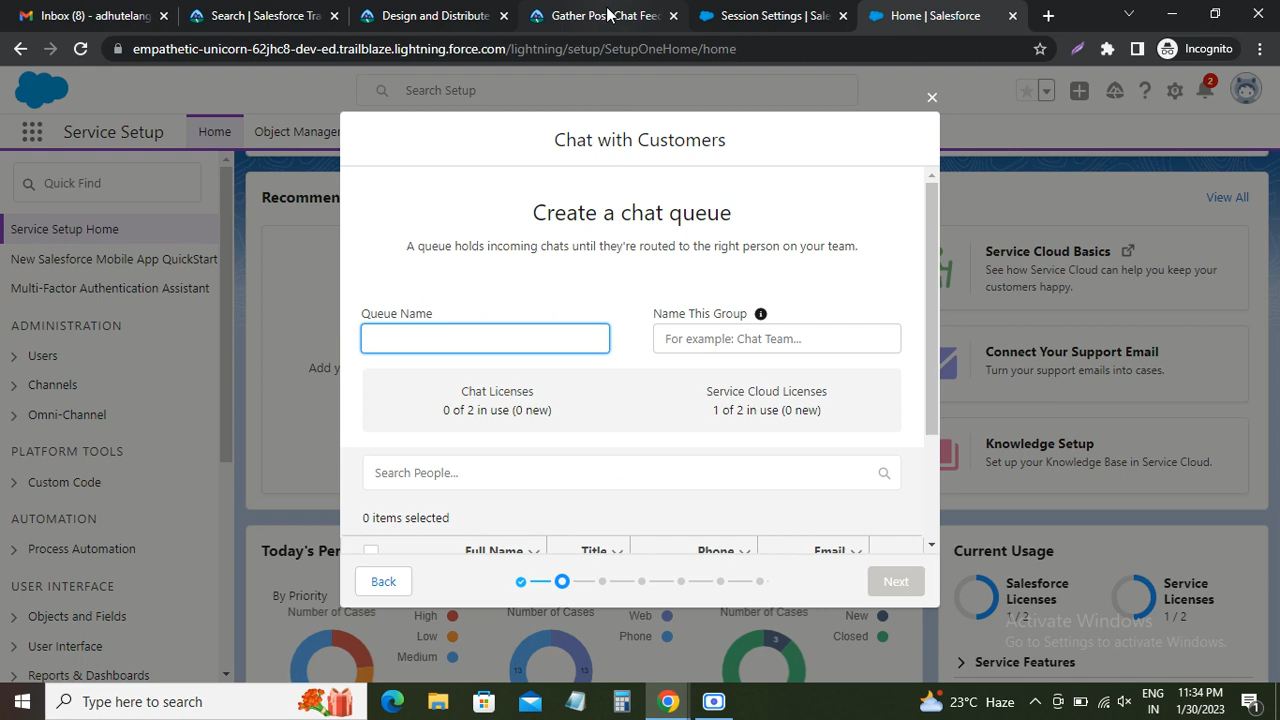 Inbox (8) - adhutelang
Search | Salesforce Tra
Design and Distribute
Gather Post-Chat Feed
Session Settings | Sale
Home | Salesforce
empathetic-unicorn-62jhc8-dev-ed.trailblaze.lightning.force.com/lightning/setup/SetupOneHome/home
Incognito
Search Setup
2
Service Setup
Home
Object Manager
Quick Find
Service Setup Home
New Salesforce Mobile App QuickStart
Multi-Factor Authentication Assistant
ADMINISTRATION
Users
Channels
Omni-Channel
PLATFORM TOOLS
Custom Code
AUTOMATION
Process Automation
USER INTERFACE
Objects and Fields
User Interface
Reports & Dashboards
Recommen
View All
Add y
Chat with Customers
Create a chat queue
A queue holds incoming chats until they're routed to the right person on your team.
Queue Name
Name This Group
For example: Chat Team...
Chat Licenses
0 of 2 in use (0 new)
Service Cloud Licenses
1 of 2 in use (0 new)
Search People...
0 items selected
Full Name
Title
Phone
Email
Back
Next
Service Cloud Basics
See how Service Cloud can help you keep your
customers happy.
Connect Your Support Email
Turn your support emails into cases.
Knowledge Setup
Set up your Knowledge Base in Service Cloud.
Today's Per
By Priority
Number of Cases
High
Low
Medium
Number of Cases
Web
Phone
13
13
Number of Cases
New
Closed
3
Current Usage
Salesforce
Licenses
1 / 2
Service
Licenses
1 / 2
Service Features
Activate Windows
Go to Settings to activate Windows.
Type here to search
23°C Haze
ENG
IN
11:34 PM
1/30/2023
1